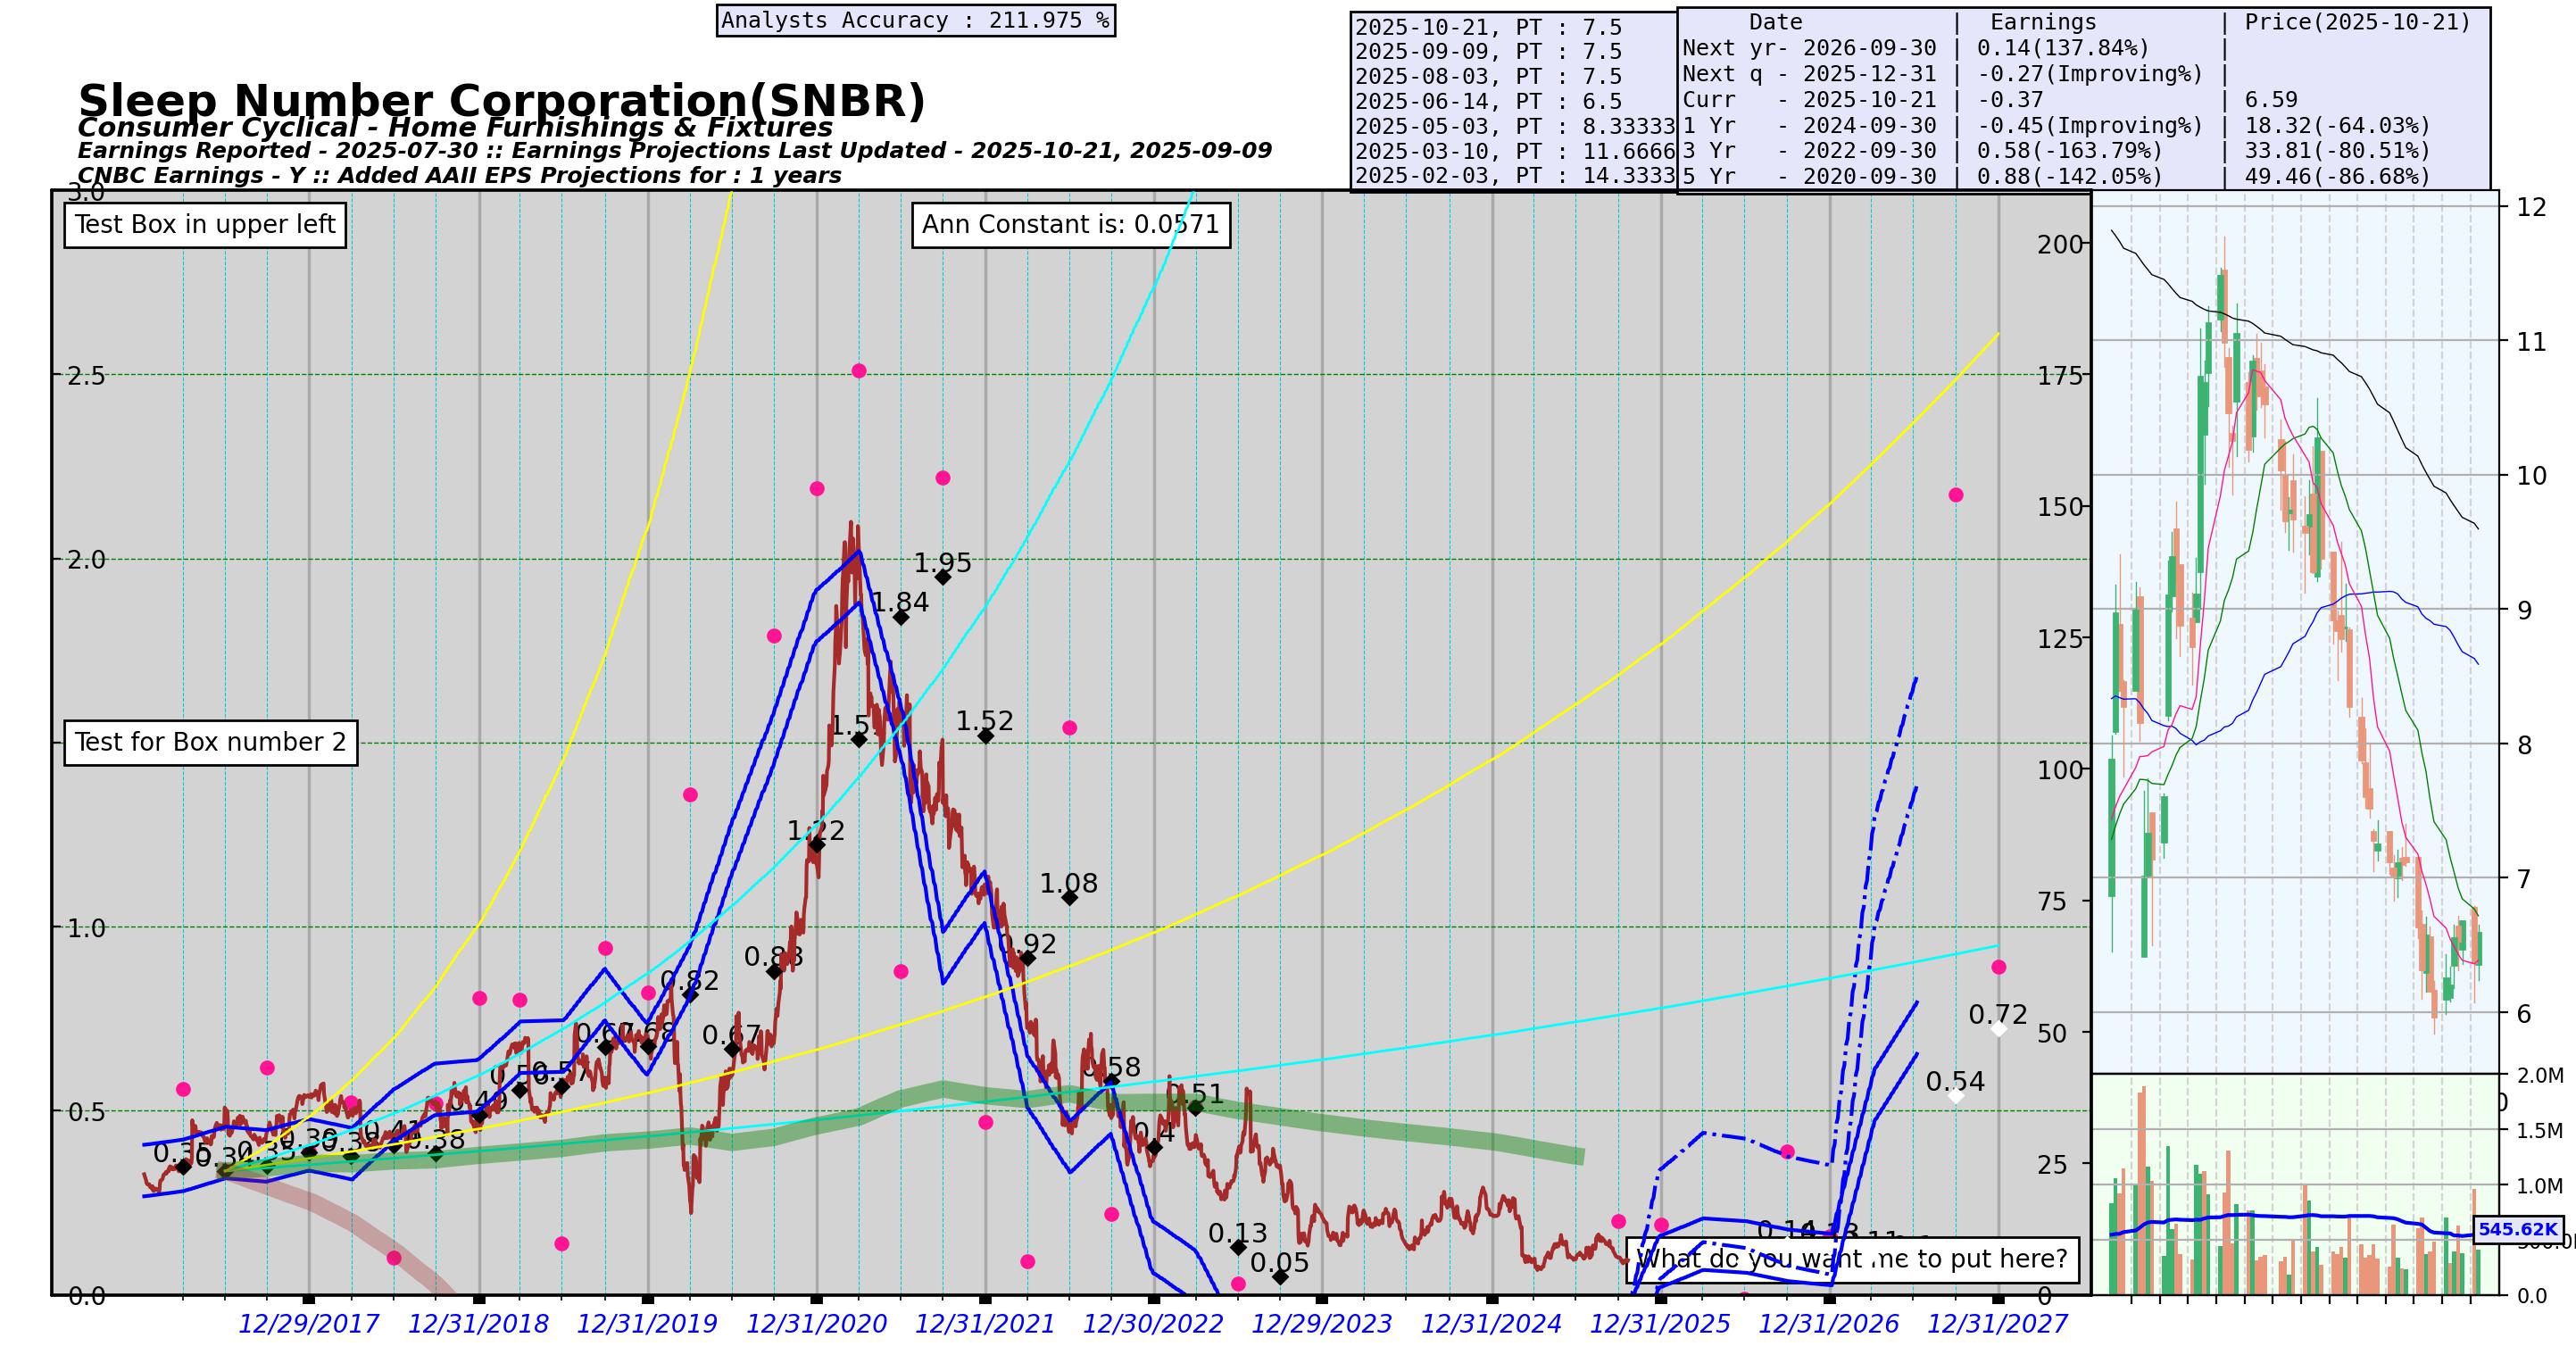 Analysts Accuracy : 211.975 %
2025-10-21, PT : 7.5
2025-09-09, PT : 7.5
2025-08-03, PT : 7.5
2025-06-14, PT : 6.5
2025-05-03, PT : 8.33333
2025-03-10, PT : 11.6666
2025-02-03, PT : 14.3333
Date | Earnings | Price(2025-10-21)
Next yr- 2026-09-30 | 0.14(137.84%) |
Next q - 2025-12-31 | -0.27(Improving%) |
Curr - 2025-10-21 | -0.37 | 6.59
1 Yr - 2024-09-30 | -0.45(Improving%) | 18.32(-64.03%)
3 Yr - 2022-09-30 | 0.58(-163.79%) | 33.81(-80.51%)
5 Yr - 2020-09-30 | 0.88(-142.05%) | 49.46(-86.68%)
Sleep Number Corporation(SNBR)
Consumer Cyclical - Home Furnishings & Fixtures
Earnings Reported - 2025-07-30 :: Earnings Projections Last Updated - 2025-10-21, 2025-09-09
CNBC Earnings - Y :: Added AAII EPS Projections for : 1 years
Test Box in upper left
Ann Constant is: 0.0571
Test for Box number 2
What do you want me to put here?
3.0
2.5
2.0
1.0
0.5
0.0
1.95
1.84
1.52
1.22
1.08
0.92
0.82
0.88
0.67
0.58
0.51
0.4
0.49
0.38
0.35
0.13
0.05
0.72
0.54
0.14
200
175
150
125
100
75
50
25
0
12
11
10
9
8
7
6
2.0M
1.5M
1.0M
545.62K
0.0
12/29/2017
12/31/2018
12/31/2019
12/31/2020
12/31/2021
12/30/2022
12/29/2023
12/31/2024
12/31/2025
12/31/2026
12/31/2027